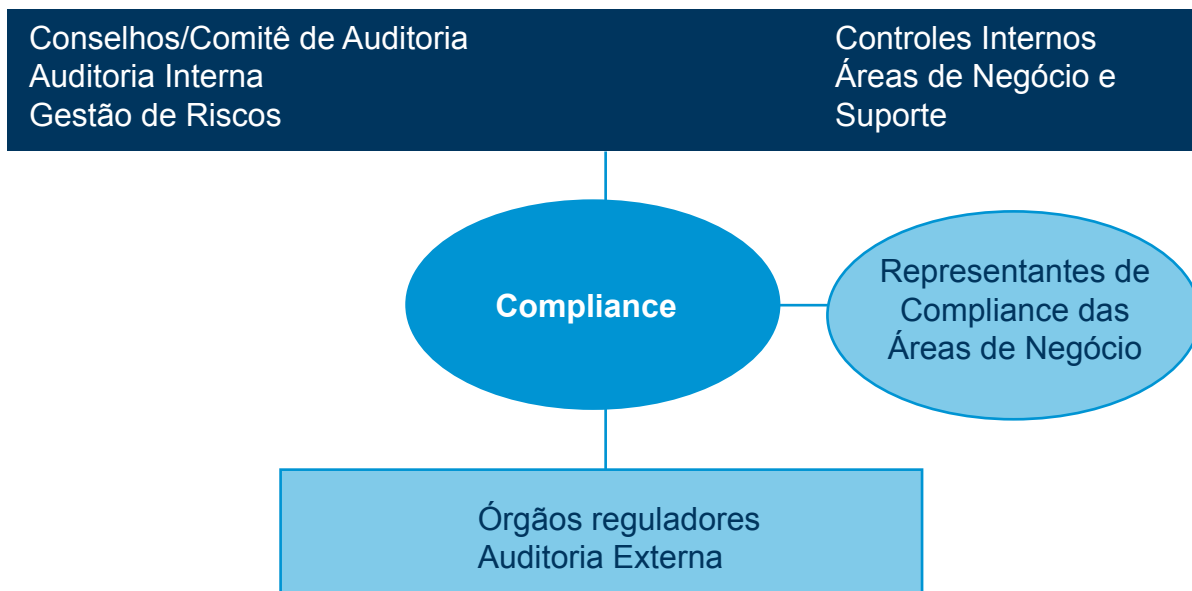 Conselhos/Comitê de Auditoria
Auditoria Interna
Gestão de Riscos
Controles Internos
Áreas de Negócio e
Suporte
Compliance
Representantes de
Compliance das
Áreas de Negócio
Órgãos reguladores
Auditoria Externa